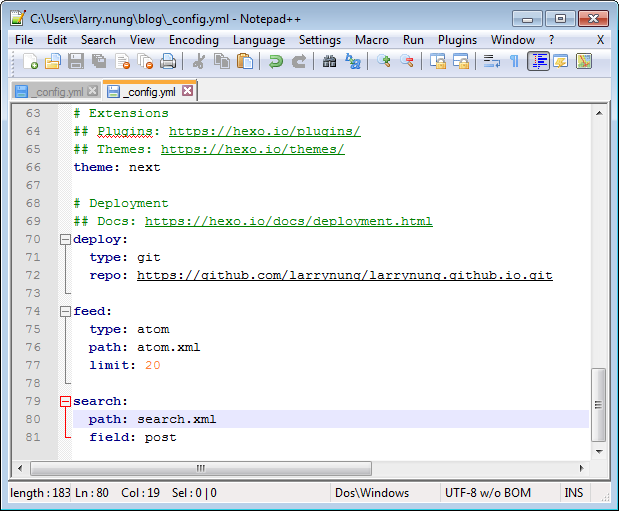 C:\Users\larry.nung\blog\_config.yml - Notepad++
File Edit Search View Encoding Language Settings Macro Run Plugins Window ? X
_config.yml _config.yml
63 # Extensions
64 ## Plugins: https://hexo.io/plugins/
65 ## Themes: https://hexo.io/themes/
66 theme: next
67
68 # Deployment
69 ## Docs: https://hexo.io/docs/deployment.html
70 deploy:
71 type: git
72 repo: https://github.com/larrynung/larrynung.github.io.git
73
74 feed:
75 type: atom
76 path: atom.xml
77 limit: 20
78
79 search:
80 path: search.xml
81 field: post
length : 183 Ln : 80 Col : 19 Sel : 0 | 0 Dos\Windows UTF-8 w/o BOM INS